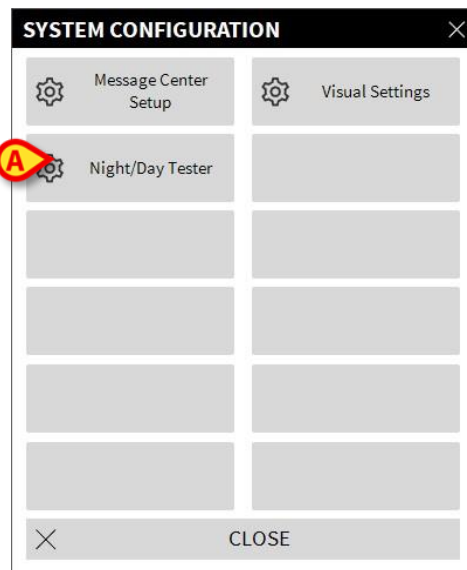 SYSTEM CONFIGURATION
Message Center
Setup
Visual Settings
A
Night/Day Tester
CLOSE